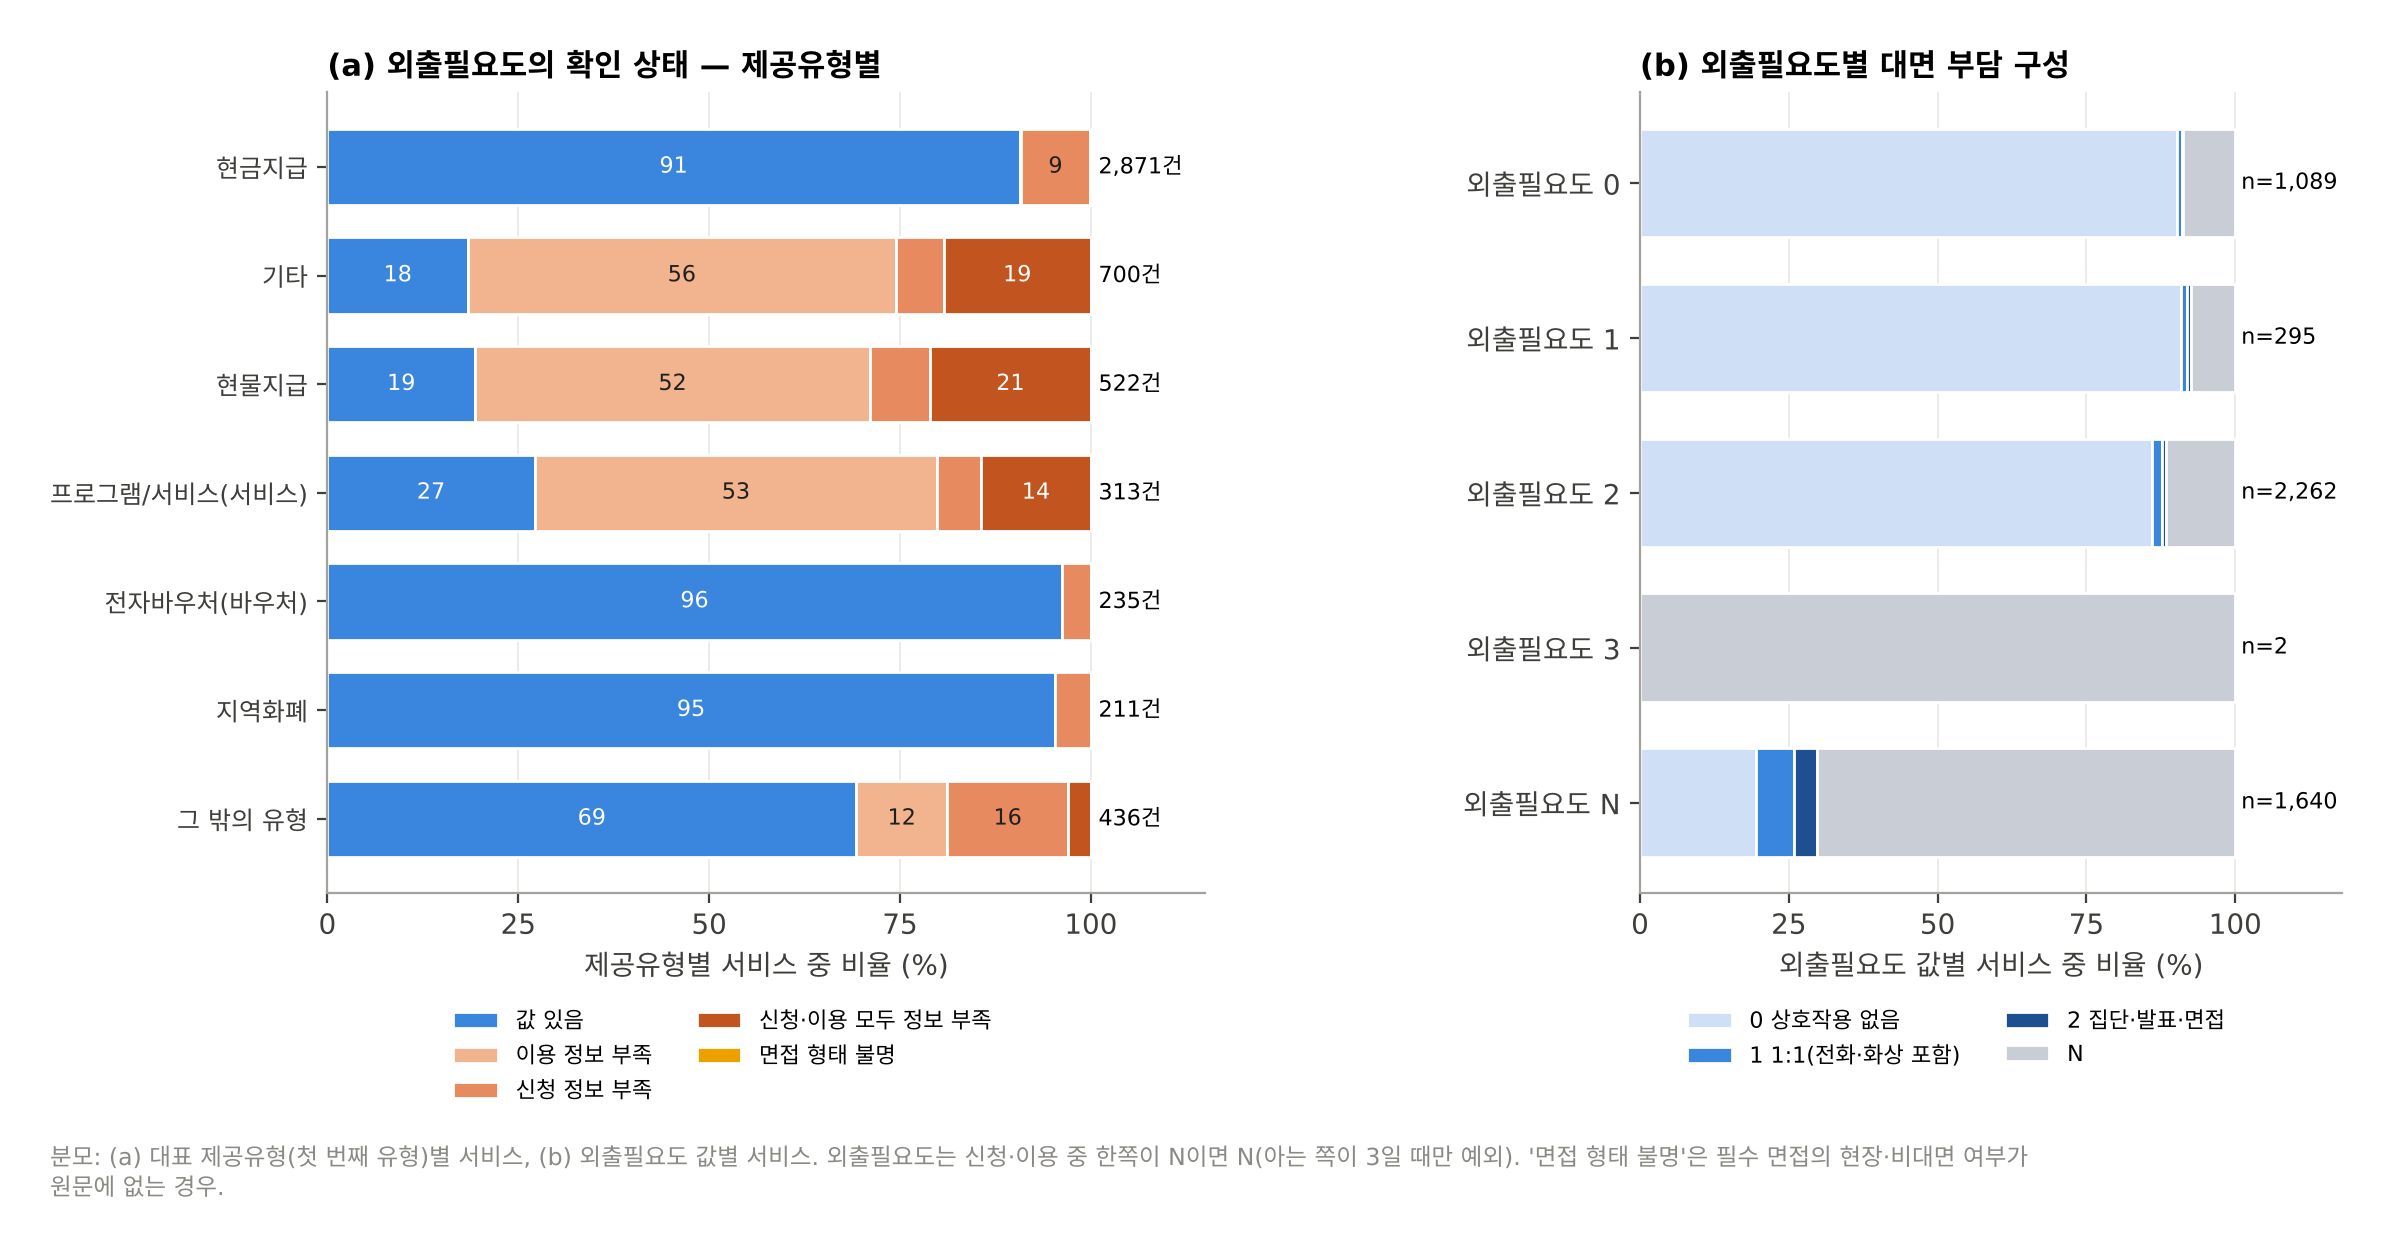 (a) 외출필요도의 확인 상태 — 제공유형별
현금지급
91
9
2,871건
기타
18
56
19
700건
현물지급
19
52
21
522건
프로그램/서비스(서비스)
27
53
14
313건
전자바우처(바우처)
96
235건
지역화폐
95
211건
그 밖의 유형
69
12
16
436건
0 25 50 75 100
제공유형별 서비스 중 비율 (%)
값 있음
이용 정보 부족
신청 정보 부족
신청·이용 모두 정보 부족
면접 형태 불명
(b) 외출필요도별 대면 부담 구성
외출필요도 0
n=1,089
외출필요도 1
n=295
외출필요도 2
n=2,262
외출필요도 3
n=2
외출필요도 N
n=1,640
0 25 50 75 100
외출필요도 값별 서비스 중 비율 (%)
0 상호작용 없음
1 1:1(전화·화상 포함)
2 집단·발표·면접
N
분모: (a) 대표 제공유형(첫 번째 유형)별 서비스, (b) 외출필요도 값별 서비스. 외출필요도는 신청·이용 중 한쪽이 N이면 N(아는 쪽이 3일 때만 예외). '면접 형태 불명'은 필수 면접의 현장·비대면 여부가
원문에 없는 경우.